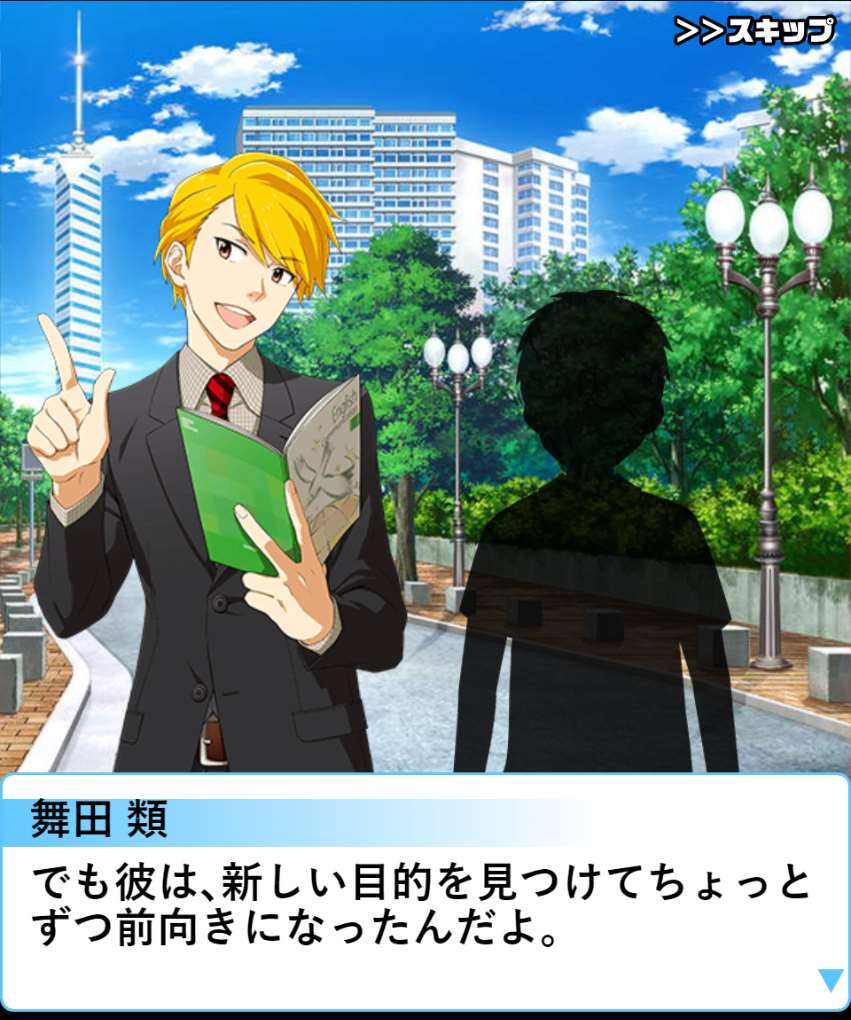 >>スキップ
English
舞田 類
でも彼は、新しい目的を見つけてちょっと
ずつ前向きになったんだよ。